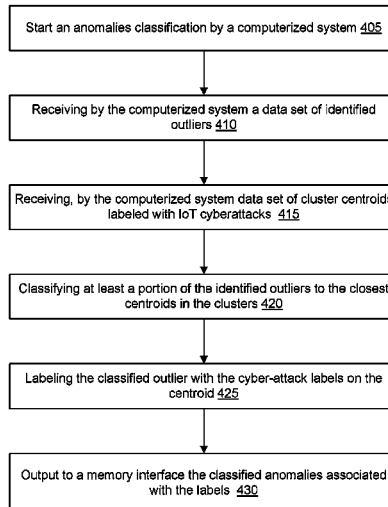 Start an anomalies classification by a computerized system 405
Receiving by the computerized system a data set of identified
outliers 410
Receiving, by the computerized system data set of cluster centroids
labeled with IoT cyberattacks 415
Classifying at least a portion of the identified outliers to the closest
centroids in the clusters 420
Labeling the classified outlier with the cyber-attack labels on the
centroid 425
Output to a memory interface the classified anomalies associated
with the labels 430